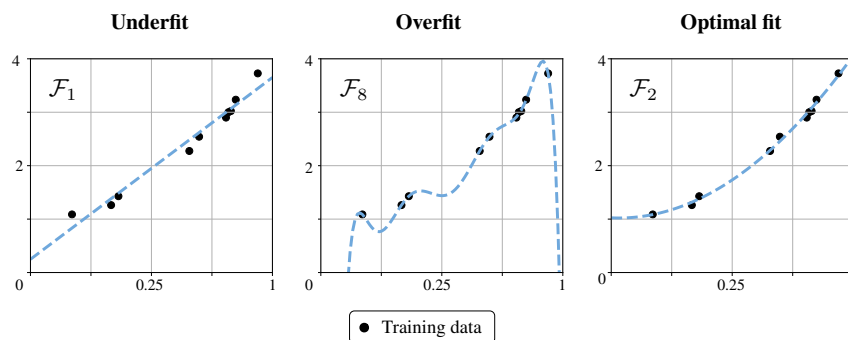 Underfit Overfit Optimal fit
4 4 4
F₁ F₈ F₂
2 2 2
0 0.25 1 0 0.25 1 0 0.25
Training data